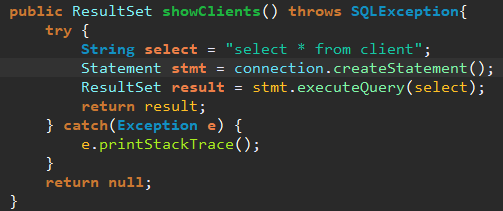 public ResultSet showClients() throws SQLException{
try {
String select = "select * from client";
Statement stmt = connection.createStatement();
ResultSet result = stmt.executeQuery(select);
return result;
} catch(Exception e) {
e.printStackTrace();
}
return null;
}